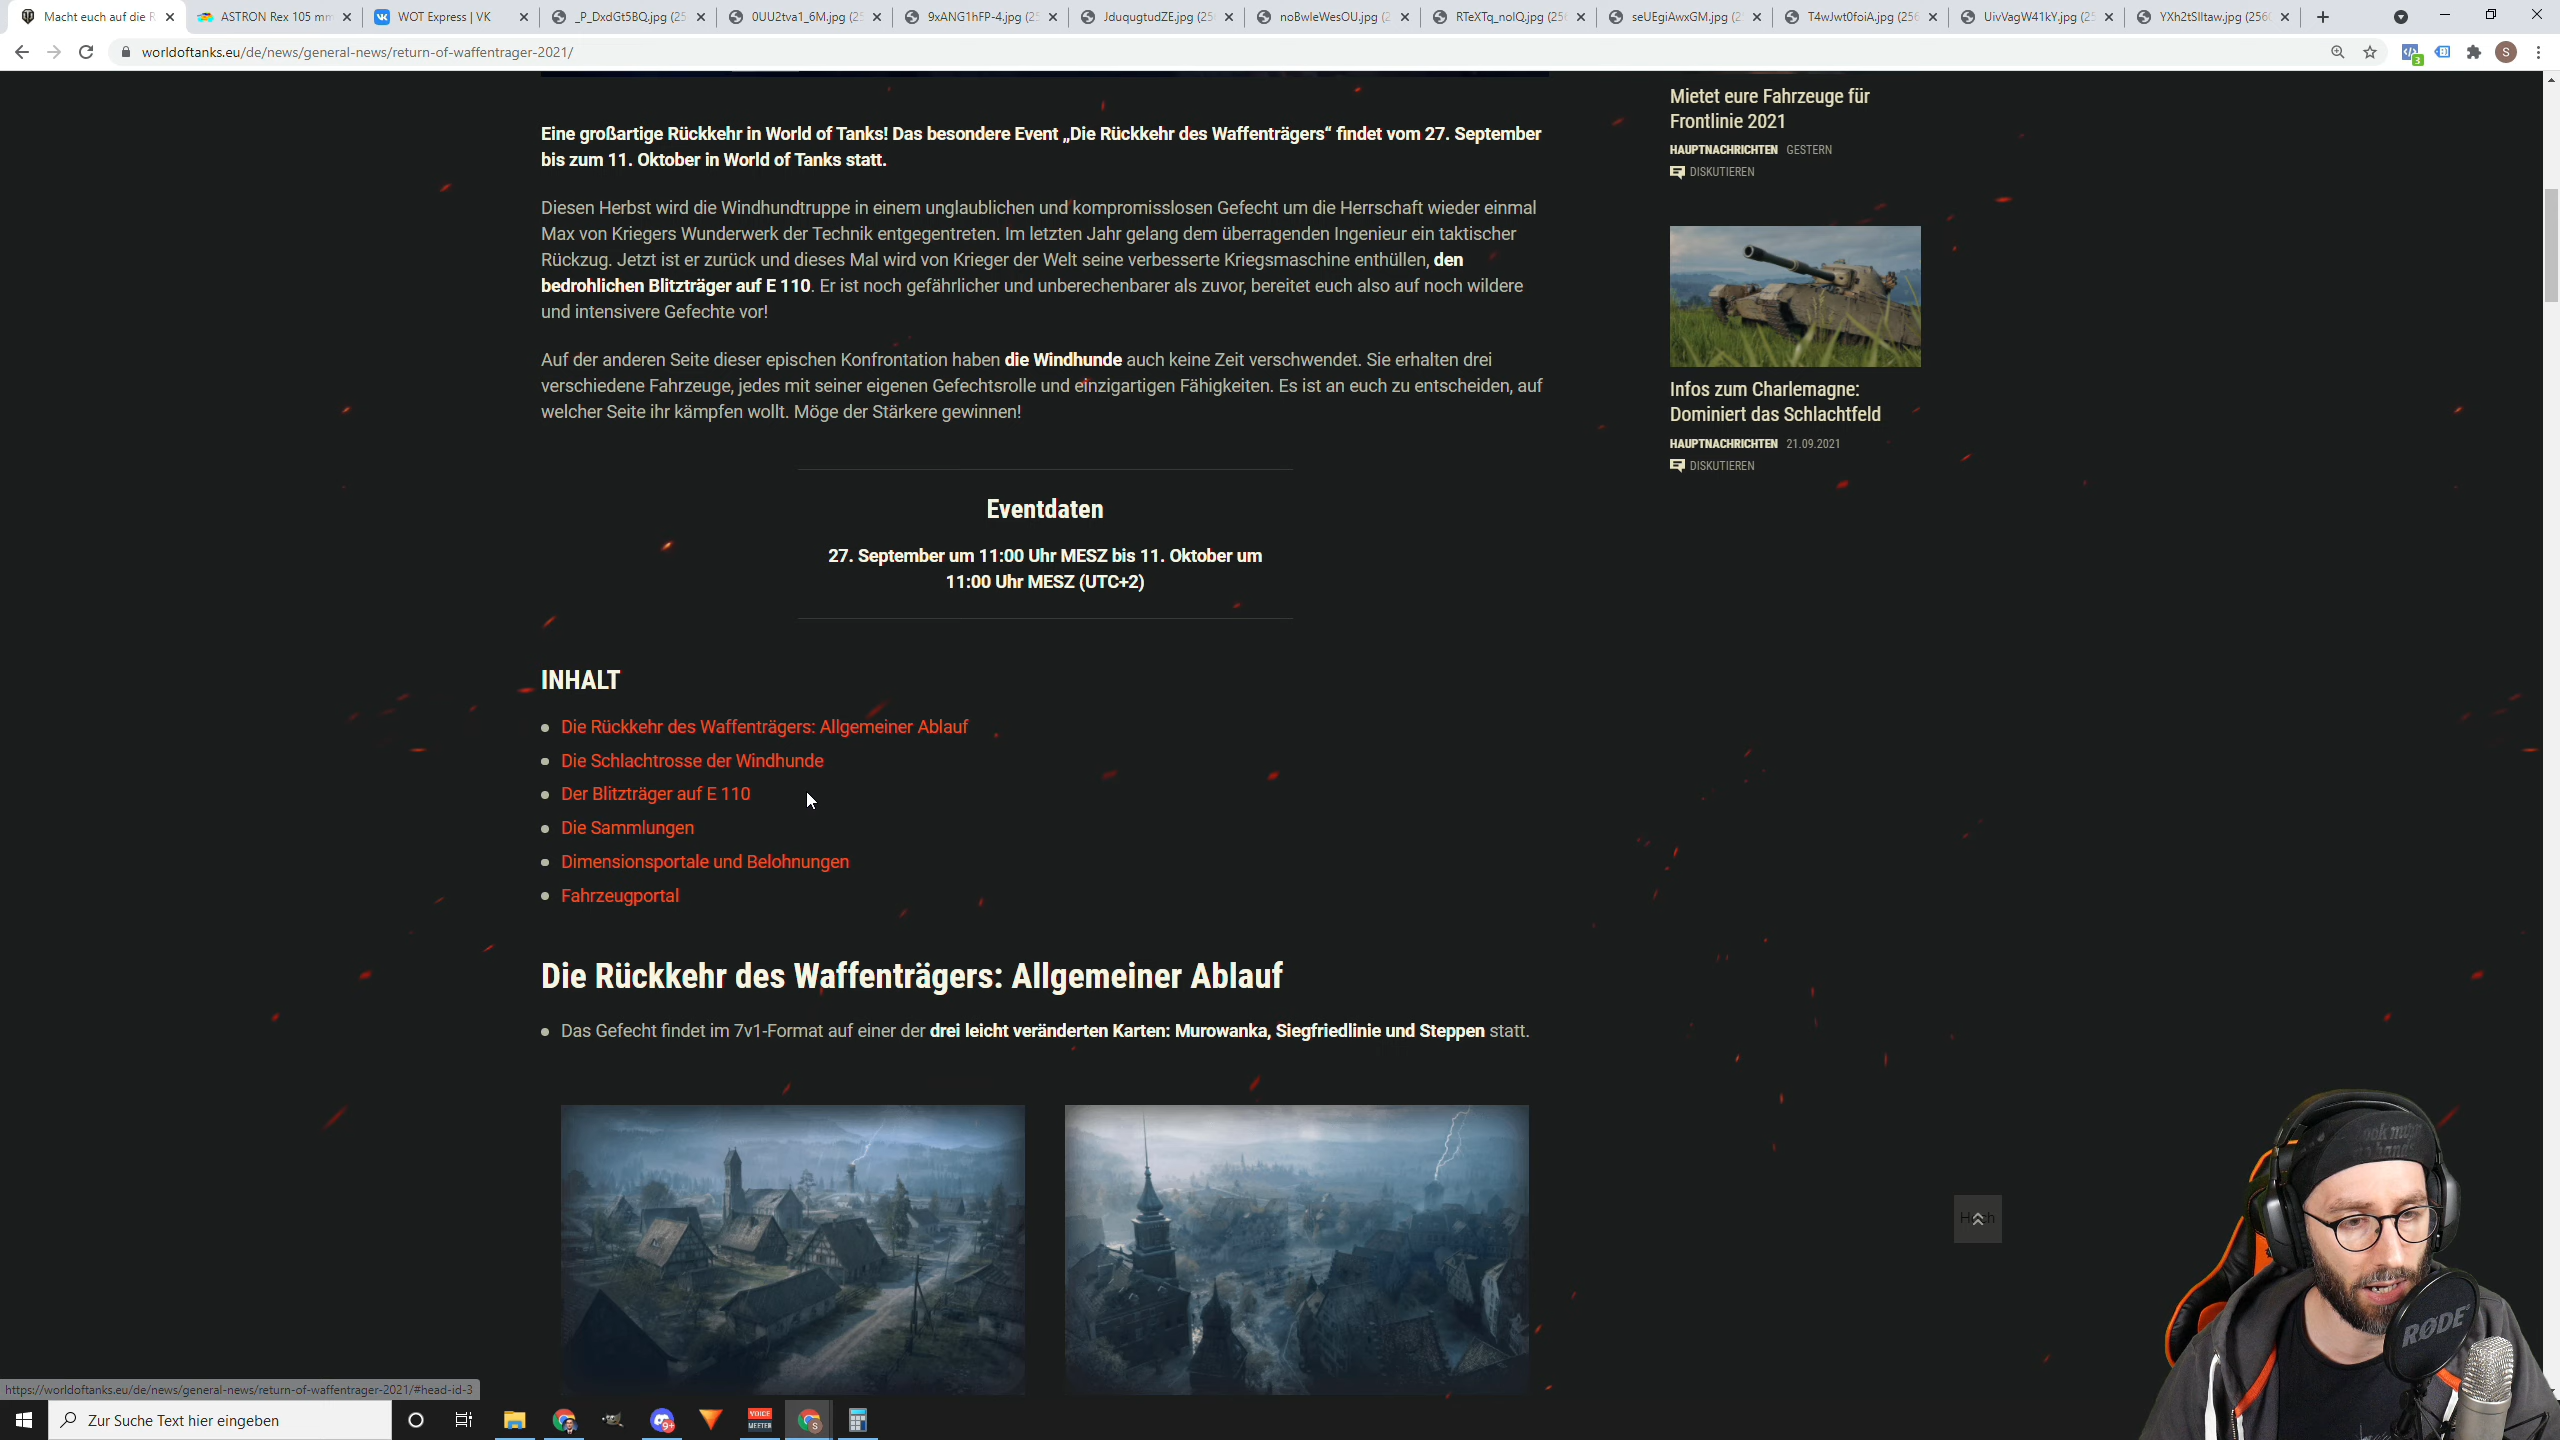 Macht euch auf die R
ASTRON Rex 105 mm
WOT Express | VK
_P_DxdGt5BQ.jpg (25
0UU2tva1_6M.jpg (25
9xANG1hFP-4.jpg (25
JduqugtudZE.jpg (25
noBwleWesOU.jpg (2
RTeXTq_nolQ.jpg (256
seUEgiAwxGM.jpg (2
T4wJwt0foiA.jpg (256
UivVagW41kY.jpg (25
YXh2tSlItaw.jpg (256
worldoftanks.eu/de/news/general-news/return-of-waffentrager-2021/
3
S
Eine großartige Rückkehr in World of Tanks! Das besondere Event „Die Rückkehr des Waffenträgers“ findet vom 27. September
bis zum 11. Oktober in World of Tanks statt.
Diesen Herbst wird die Windhundtruppe in einem unglaublichen und kompromisslosen Gefecht um die Herrschaft wieder einmal
Max von Kriegers Wunderwerk der Technik entgegentreten. Im letzten Jahr gelang dem überragenden Ingenieur ein taktischer
Rückzug. Jetzt ist er zurück und dieses Mal wird von Krieger der Welt seine verbesserte Kriegsmaschine enthüllen, den
bedrohlichen Blitzträger auf E 110. Er ist noch gefährlicher und unberechenbarer als zuvor, bereitet euch also auf noch wildere
und intensivere Gefechte vor!
Auf der anderen Seite dieser epischen Konfrontation haben die Windhunde auch keine Zeit verschwendet. Sie erhalten drei
verschiedene Fahrzeuge, jedes mit seiner eigenen Gefechtsrolle und einzigartigen Fähigkeiten. Es ist an euch zu entscheiden, auf
welcher Seite ihr kämpfen wollt. Möge der Stärkere gewinnen!
Eventdaten
27. September um 11:00 Uhr MESZ bis 11. Oktober um
11:00 Uhr MESZ (UTC+2)
INHALT
Die Rückkehr des Waffenträgers: Allgemeiner Ablauf
Die Schlachtrosse der Windhunde
Der Blitzträger auf E 110
Die Sammlungen
Dimensionsportale und Belohnungen
Fahrzeugportal
Die Rückkehr des Waffenträgers: Allgemeiner Ablauf
Das Gefecht findet im 7v1-Format auf einer der drei leicht veränderten Karten: Murowanka, Siegfriedlinie und Steppen statt.
Mietet eure Fahrzeuge für
Frontlinie 2021
HAUPTNACHRICHTEN GESTERN
DISKUTIEREN
Infos zum Charlemagne:
Dominiert das Schlachtfeld
HAUPTNACHRICHTEN 21.09.2021
DISKUTIEREN
RØDE
https://worldoftanks.eu/de/news/general-news/return-of-waffentrager-2021/#head-id-3
Zur Suche Text hier eingeben
9+
VOICE
MEETER
S